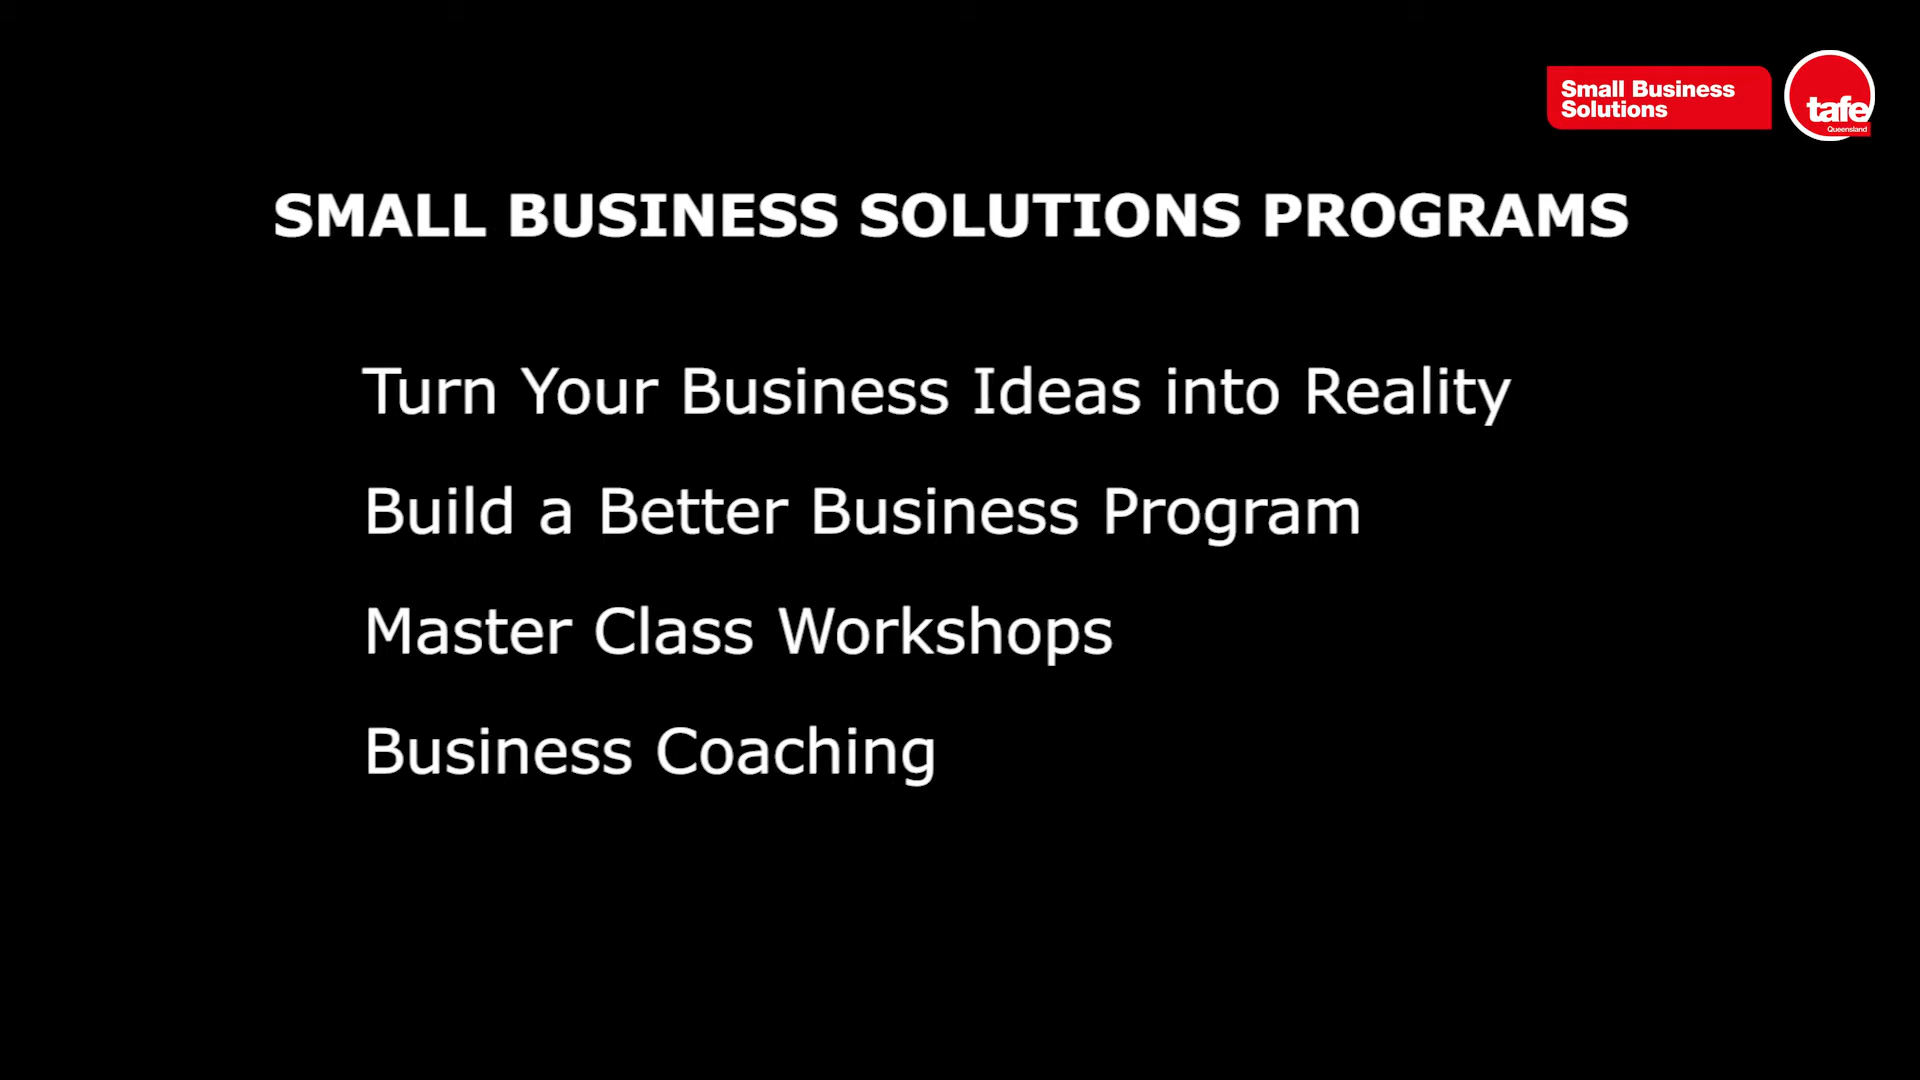 Small Business
Solutions
tafe
Queensland
SMALL BUSINESS SOLUTIONS PROGRAMS
Turn Your Business Ideas into Reality
Build a Better Business Program
Master Class Workshops
Business Coaching